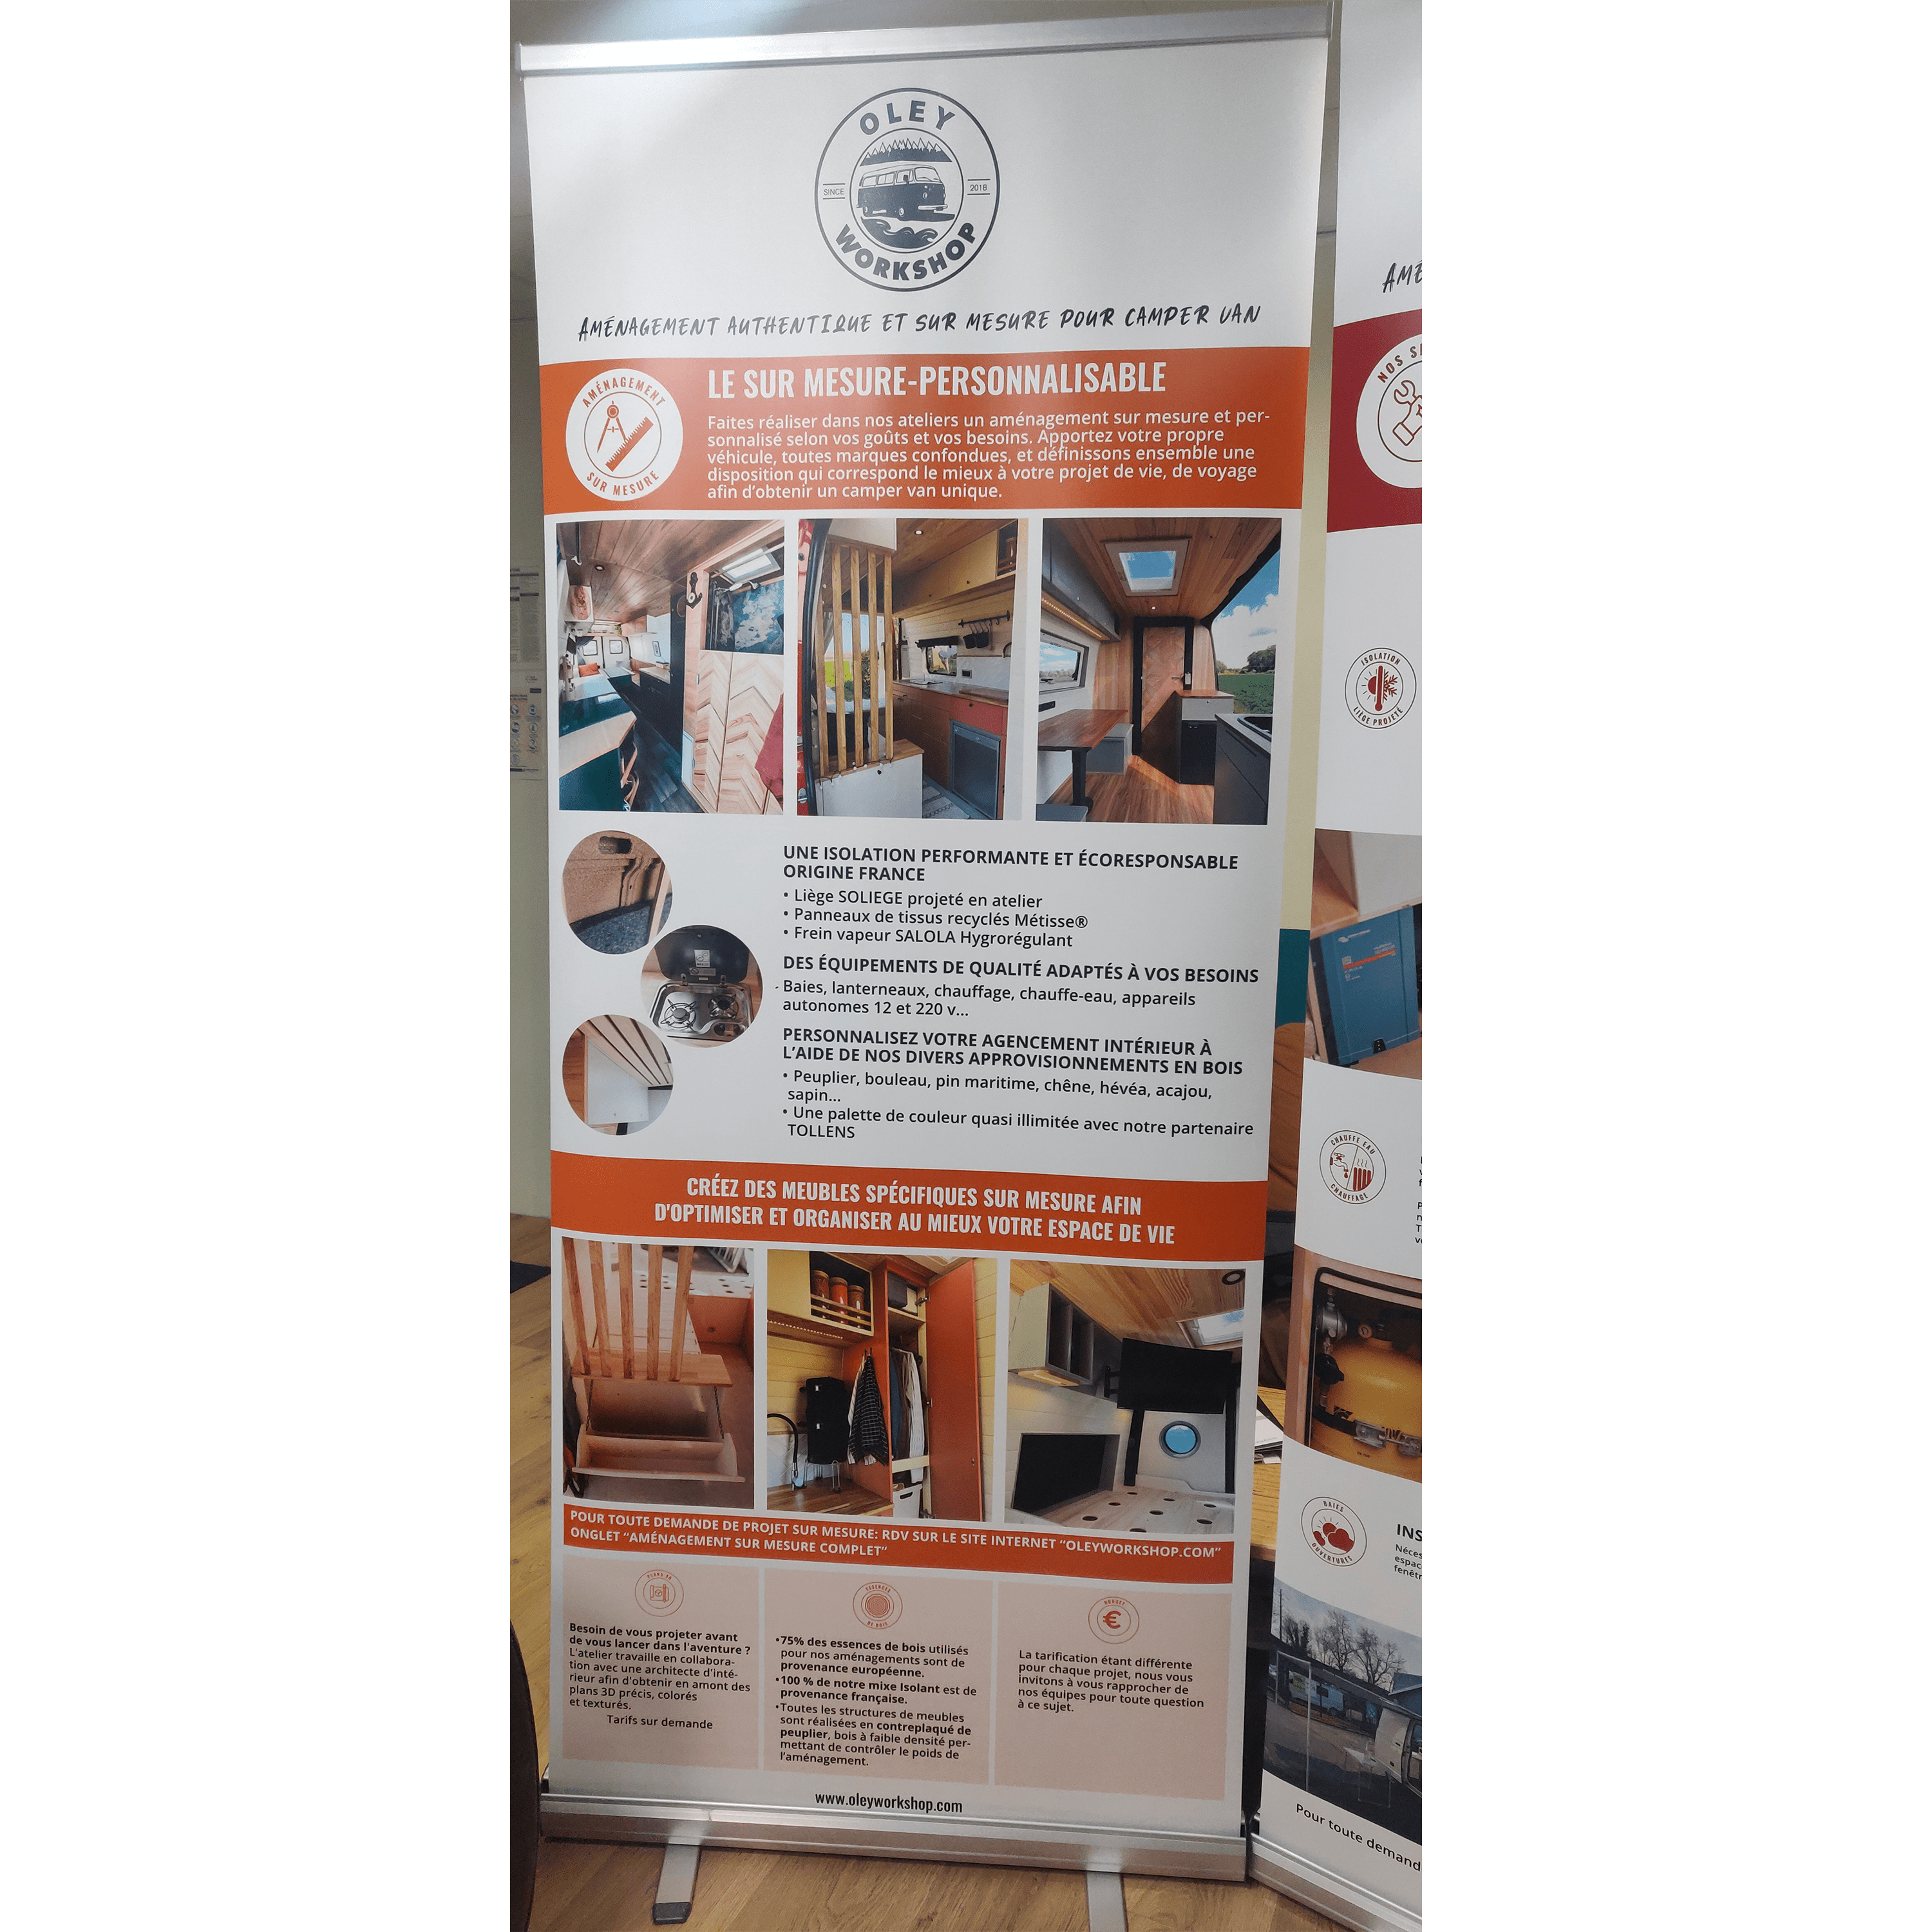 OLEY
SINCE 2018
WORKSHOP
AMÉNAGEMENT AUTHENTIQUE ET SUR MESURE POUR CAMPER VAN
AMÉNAGEMENT
SUR MESURE
LE SUR MESURE-PERSONNALISABLE
Faites réaliser dans nos ateliers un aménagement sur mesure et per-
sonnalisé selon vos goûts et vos besoins. Apportez votre propre
véhicule, toutes marques confondues, et définissons ensemble une
disposition qui correspond le mieux à votre projet de vie, de voyage
afin d'obtenir un camper van unique.
UNE ISOLATION PERFORMANTE ET ÉCORESPONSABLE
ORIGINE FRANCE
• Liège SOLIEGE projeté en atelier
• Panneaux de tissus recyclés Métisse®
• Frein vapeur SALOLA Hygrorégulant
DES ÉQUIPEMENTS DE QUALITÉ ADAPTÉS À VOS BESOINS
- Baies, lanterneaux, chauffage, chauffe-eau, appareils
autonomes 12 et 220 v...
PERSONNALISEZ VOTRE AGENCEMENT INTÉRIEUR À
L'AIDE DE NOS DIVERS APPROVISIONNEMENTS EN BOIS
• Peuplier, bouleau, pin maritime, chêne, hévéa, acajou,
sapin...
• Une palette de couleur quasi illimitée avec notre partenaire
TOLLENS
CRÉEZ DES MEUBLES SPÉCIFIQUES SUR MESURE AFIN
D'OPTIMISER ET ORGANISER AU MIEUX VOTRE ESPACE DE VIE
POUR TOUTE DEMANDE DE PROJET SUR MESURE: RDV SUR LE SITE INTERNET "OLEYWORKSHOP.COM"
ONGLET "AMÉNAGEMENT SUR MESURE COMPLET"
PLANS 3D
Besoin de vous projeter avant
de vous lancer dans l'aventure ?
L'atelier travaille en collabora-
tion avec une architecte d'inté-
rieur afin d'obtenir en amont des
plans 3D précis, colorés
et texturés.
Tarifs sur demande
ESSENCES
DE BOIS
•75% des essences de bois utilisés
pour nos aménagements sont de
provenance européenne.
•100 % de notre mixe Isolant est de
provenance française.
•Toutes les structures de meubles
sont réalisées en contreplaqué de
peuplier, bois à faible densité per-
mettant de contrôler le poids de
l'aménagement.
BUDGET
€
La tarification étant différente
pour chaque projet, nous vous
invitons à vous rapprocher de
nos équipes pour toute question
à ce sujet.
www.oleyworkshop.com
AMÉ
NOS S
ISOLATION
LIÈGE PROJETÉ
CHAUFFE EAU
CHAUFFAGE
BAIES
OUVERTURES
INS
Néces
espac
fenêtr
Pour toute demand